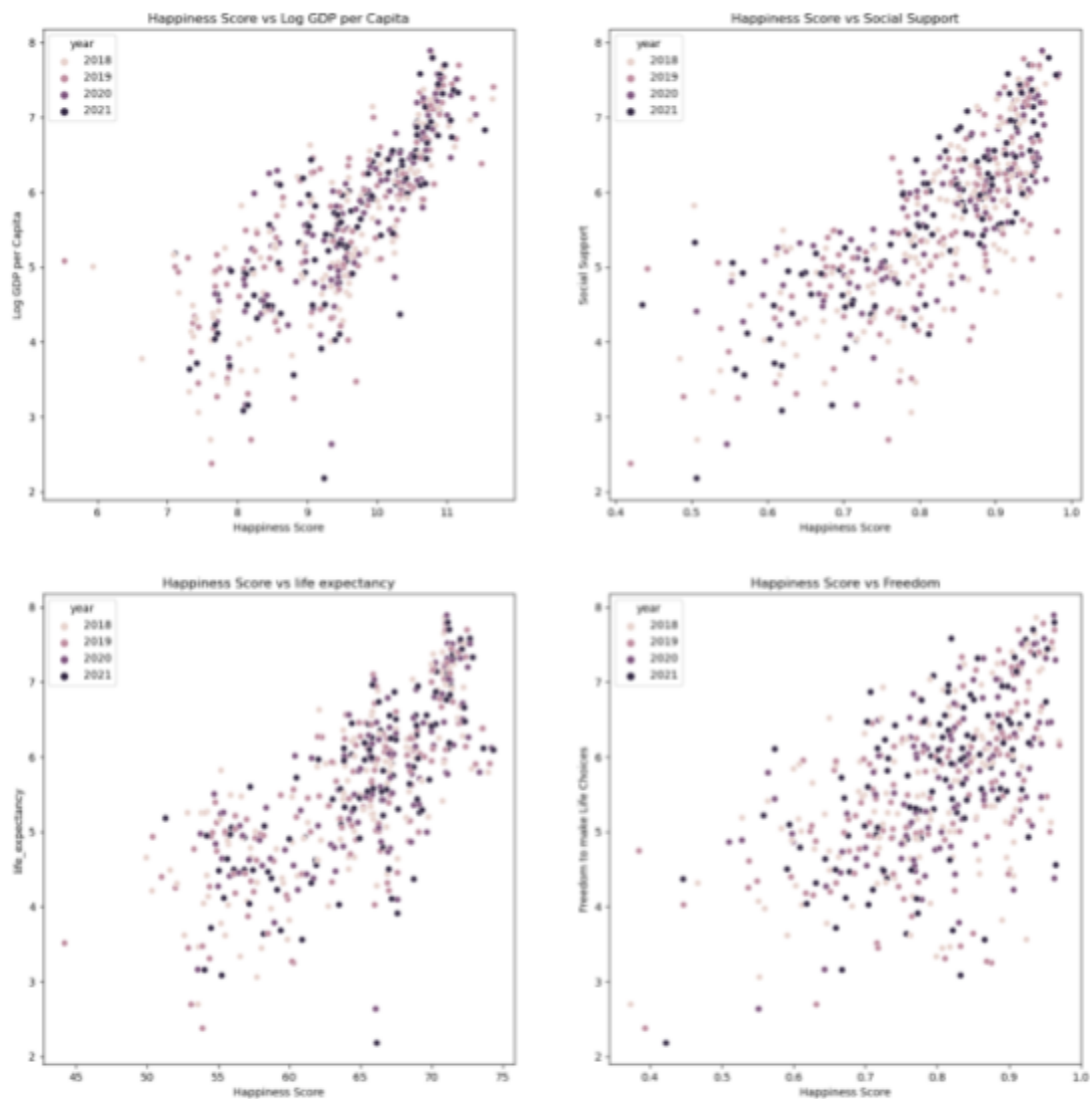 Happiness Score vs Log GDP per Capita
year
2018
2019
2020
2021
8
7
6
5
4
3
2
Log GDP per Capita
6 7 8 9 10 11
Happiness Score
Happiness Score vs Social Support
year
2018
2019
2020
2021
8
7
6
5
4
3
2
Social Support
0.4 0.5 0.6 0.7 0.8 0.9 1.0
Happiness Score
Happiness Score vs life expectancy
year
2018
2019
2020
2021
8
7
6
5
4
3
2
life_expectancy
45 50 55 60 65 70 75
Happiness Score
Happiness Score vs Freedom
year
2018
2019
2020
2021
8
7
6
5
4
3
2
Freedom to make Life Choices
0.4 0.5 0.6 0.7 0.8 0.9 1.0
Happiness Score